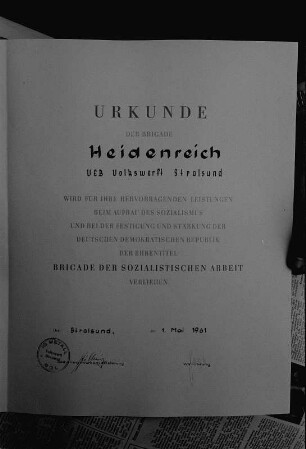 URKUNDE
DER BRIGADE
Heidenreich
VEB Volkswerft Stralsund
WIRD FÜR IHRE HERVORRAGENDEN LEISTUNGEN
BEIM AUFBAU DES SOZIALISMUS
UND BEI DER FESTIGUNG UND STÄRKUNG DER
DEUTSCHEN DEMOKRATISCHEN REPUBLIK
DER EHRENTITEL
BRIGADE DER SOZIALISTISCHEN ARBEIT
VERLIEHEN
Stralsund, 1. Mai 1961